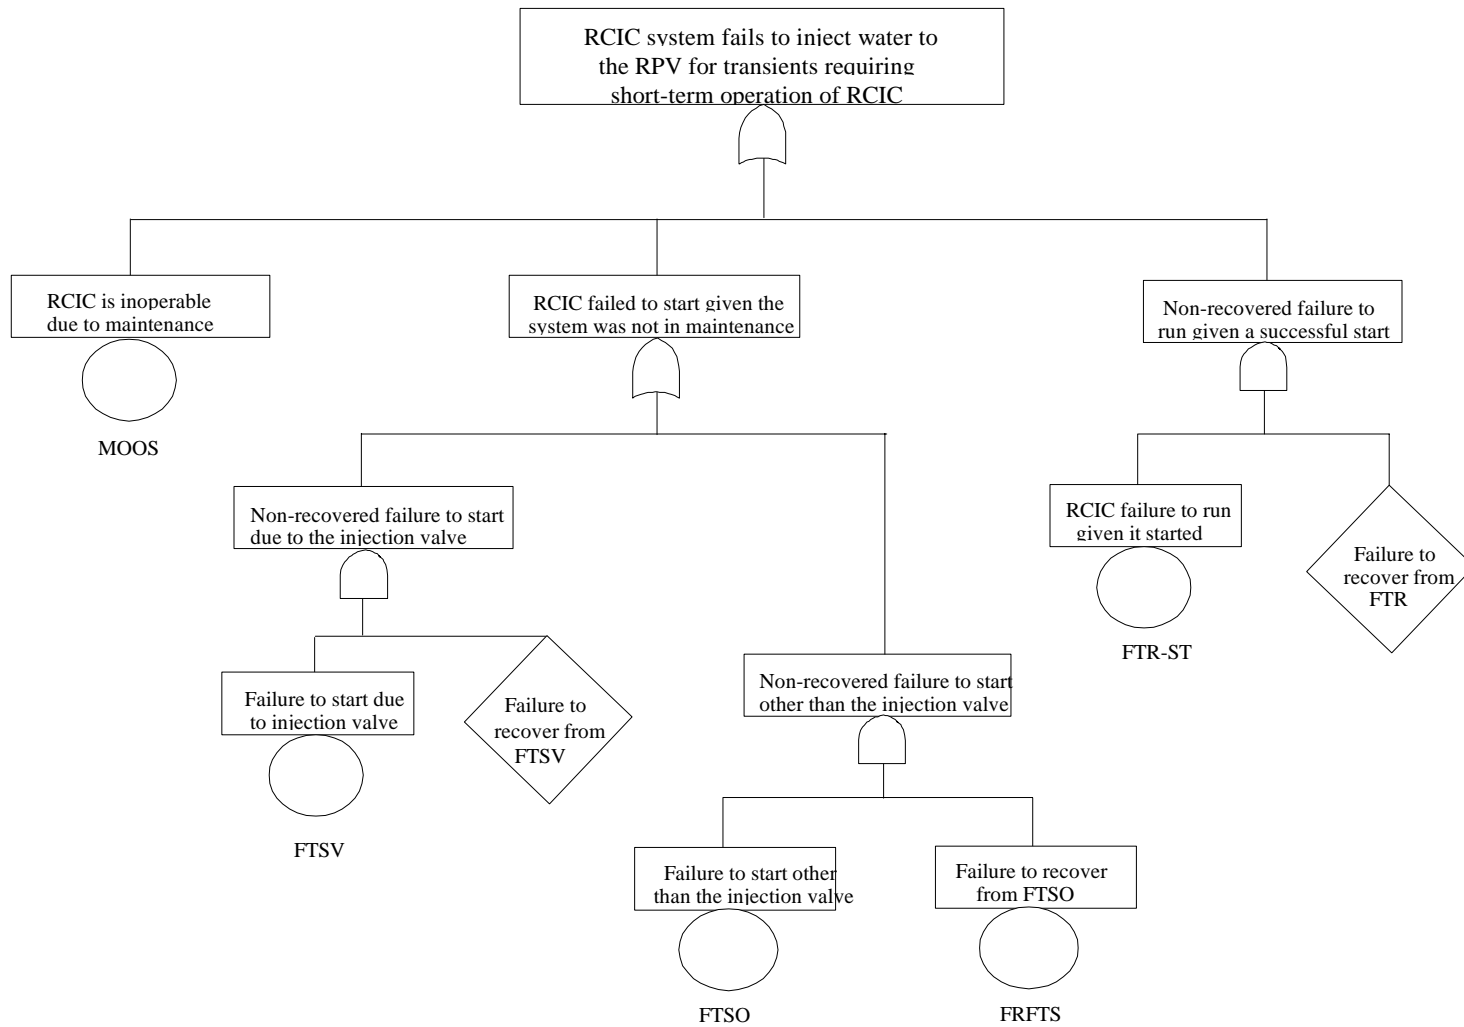 RCIC system fails to inject water to
the RPV for transients requiring
short-term operation of RCIC
RCIC is inoperable
due to maintenance
MOOS
RCIC failed to start given the
system was not in maintenance
Non-recovered failure to
run given a successful start
Non-recovered failure to start
due to the injection valve
RCIC failure to run
given it started
FTR-ST
Failure to
recover from
FTR
Failure to start due
to injection valve
FTSV
Failure to
recover from
FTSV
Non-recovered failure to start
other than the injection valve
Failure to start other
than the injection valve
FTSO
Failure to recover
from FTSO
FRFTS